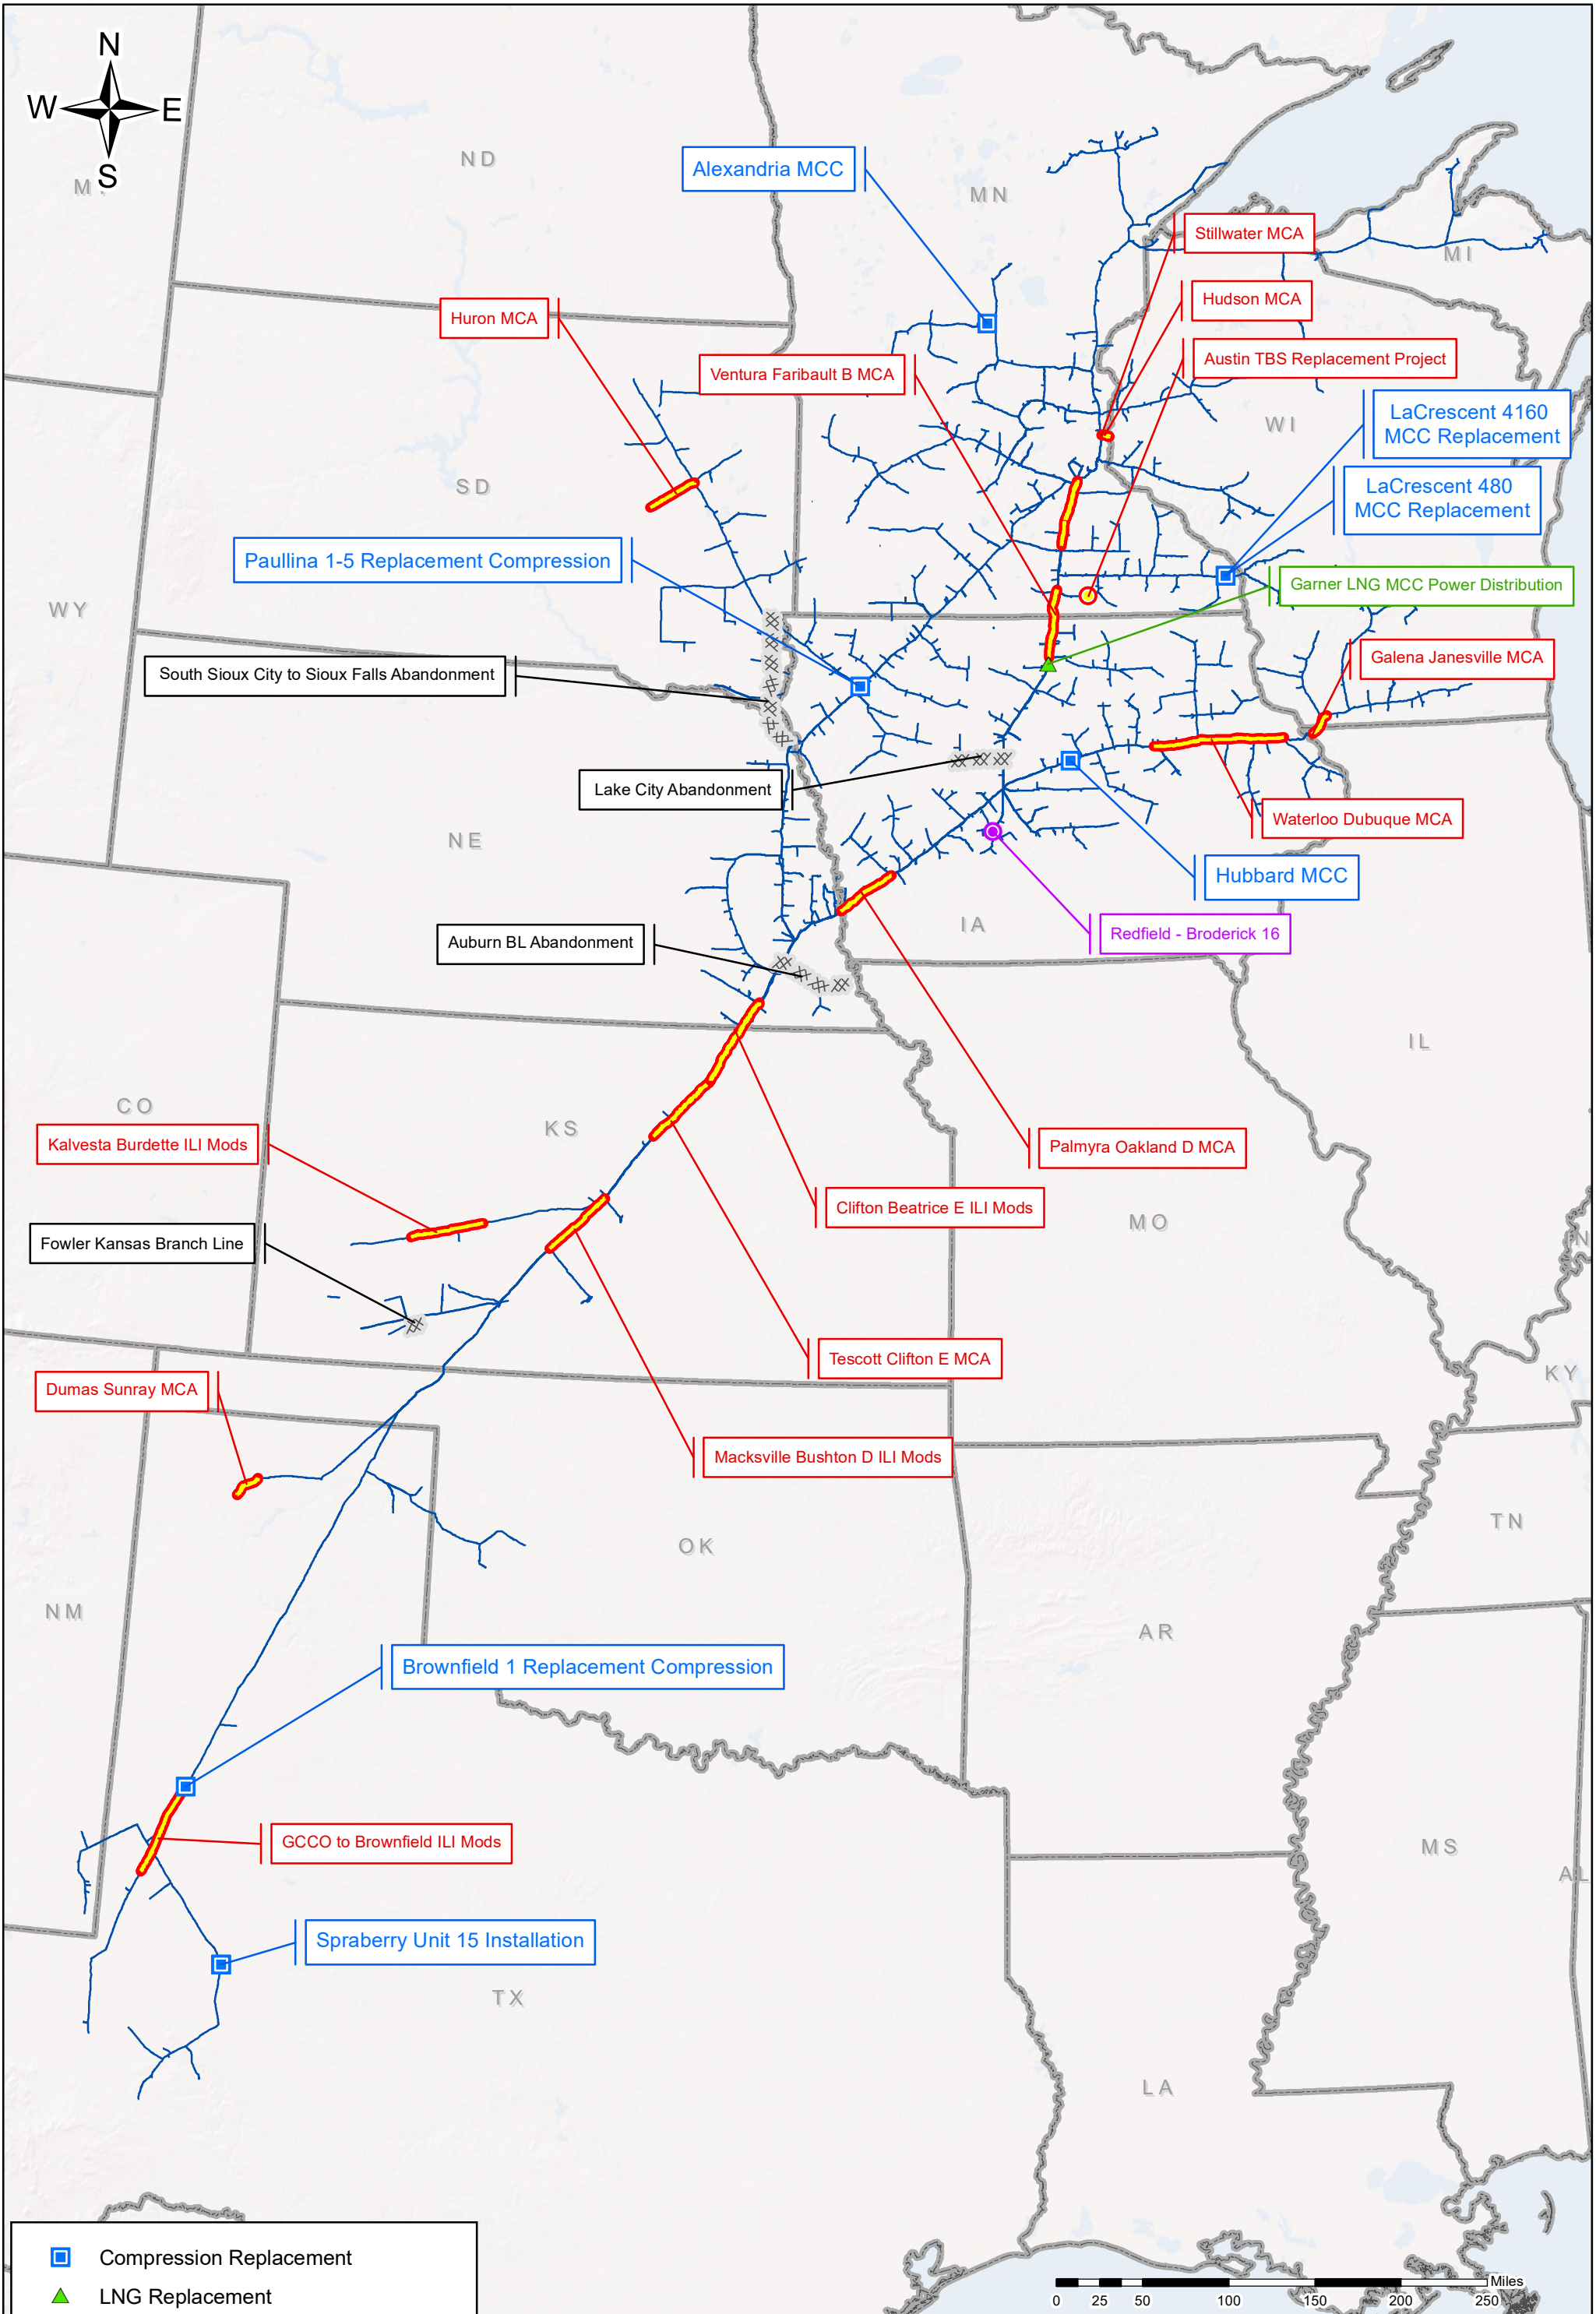 N
W E
S
M
ND
MN
Alexandria MCC
Stillwater MCA
MI
Hudson MCA
Huron MCA
Ventura Faribault B MCA
Austin TBS Replacement Project
LaCrescent 4160
MCC Replacement
WI
SD
LaCrescent 480
MCC Replacement
Paullina 1-5 Replacement Compression
Garner LNG MCC Power Distribution
WY
South Sioux City to Sioux Falls Abandonment
Galena Janesville MCA
Lake City Abandonment
Waterloo Dubuque MCA
NE
Hubbard MCC
IA
Redfield - Broderick 16
Auburn BL Abandonment
IL
CO
KS
Kalvesta Burdette ILI Mods
Palmyra Oakland D MCA
Clifton Beatrice E ILI Mods
MO
Fowler Kansas Branch Line
Tescott Clifton E MCA
KY
Dumas Sunray MCA
Macksville Bushton D ILI Mods
TN
OK
NM
AR
Brownfield 1 Replacement Compression
GCCO to Brownfield ILI Mods
MS
AL
Spraberry Unit 15 Installation
TX
LA
Compression Replacement
LNG Replacement
Miles
0 25 50 100 150 200 250